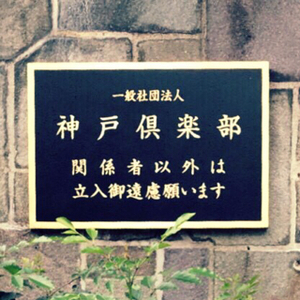 一般社団法人
神戸倶楽部
関係者以外は
立入御遠慮願います